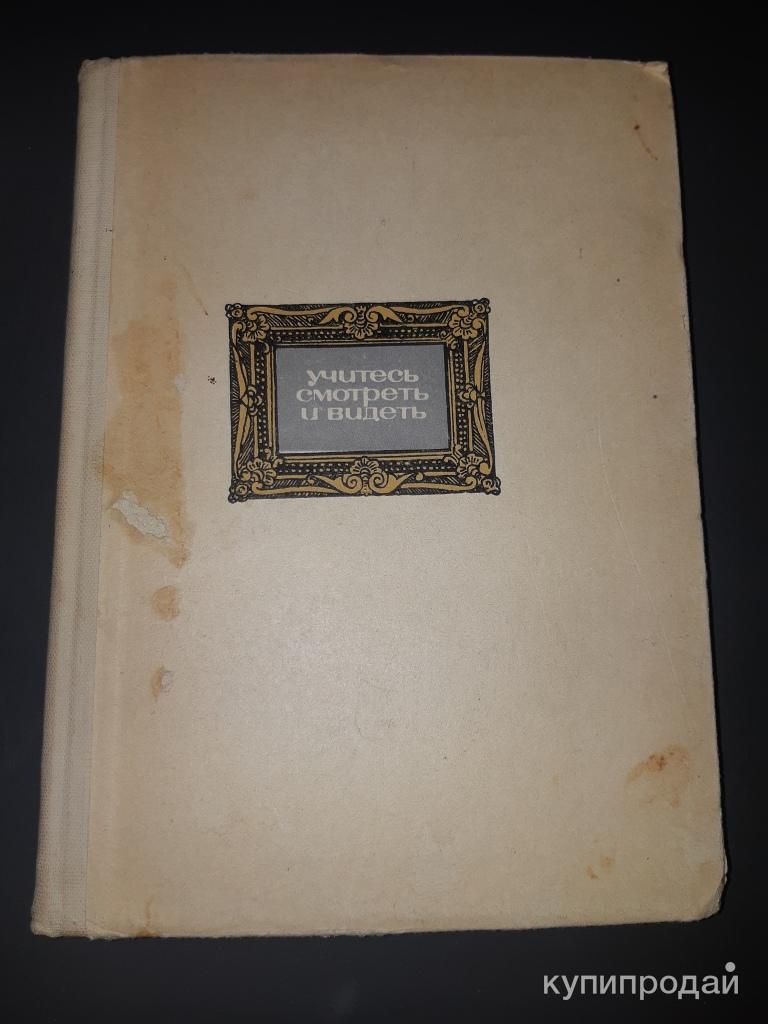 учитесь
смотреть
и видеть
купипродай